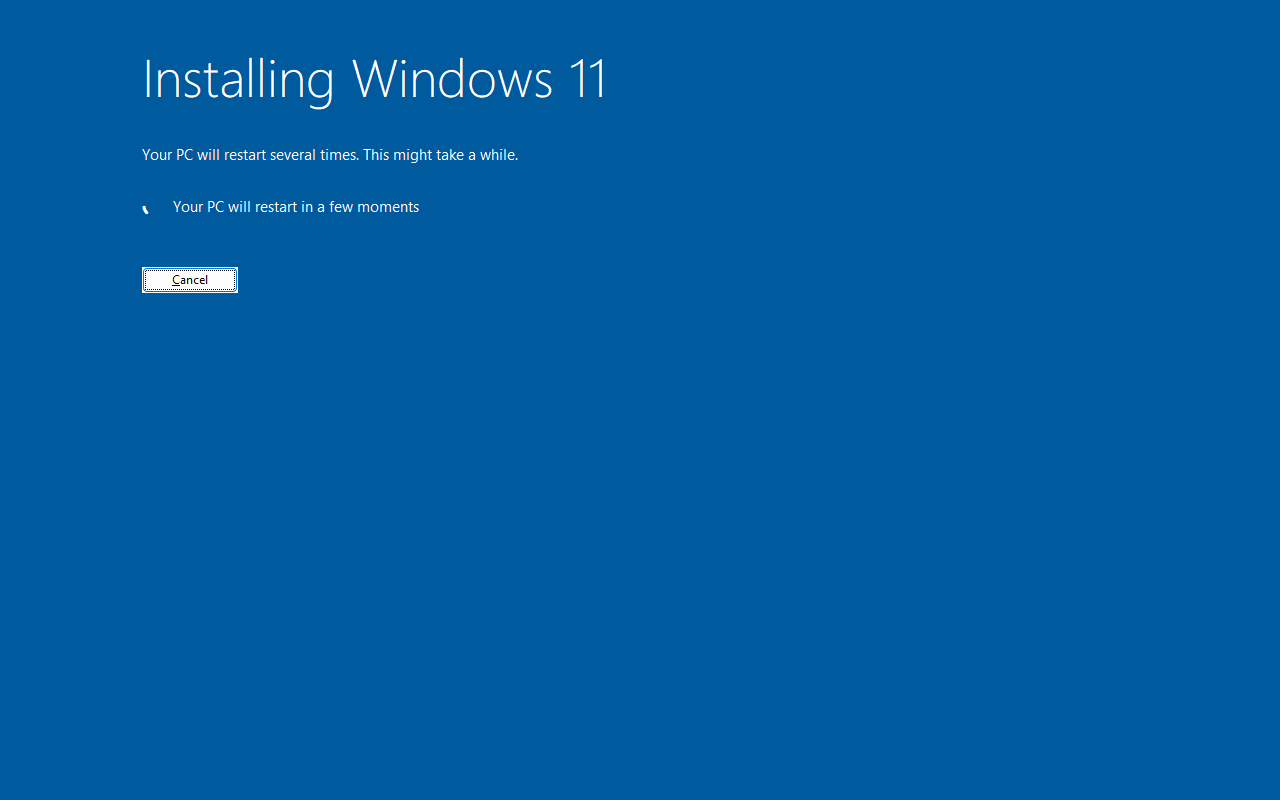 Installing Windows 11
Your PC will restart several times. This might take a while.
Your PC will restart in a few moments
Cancel